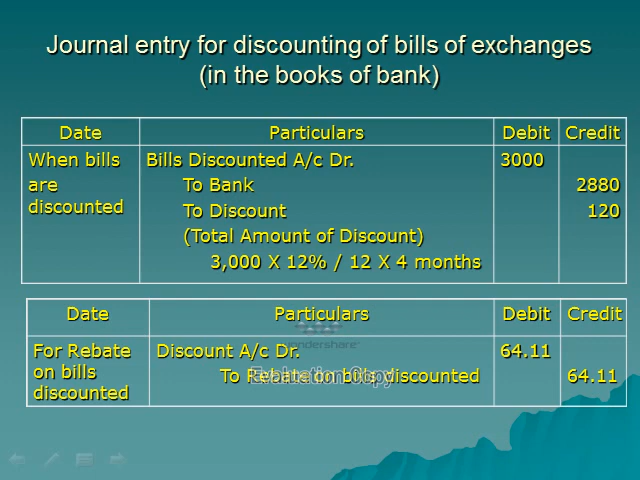 Journal entry for discounting of bills of exchanges
(in the books of bank)
Date Particulars Debit Credit
When bills Bills Discounted A/c Dr. 3000
are To Bank 2880
discounted To Discount 120
(Total Amount of Discount)
3,000 X 12% / 12 X 4 months
Date Particulars Debit Credit
wondershare
For Rebate Discount A/c Dr. 64.11
on bills To Rebate on bills discounted 64.11
Evaluation Copy
discounted